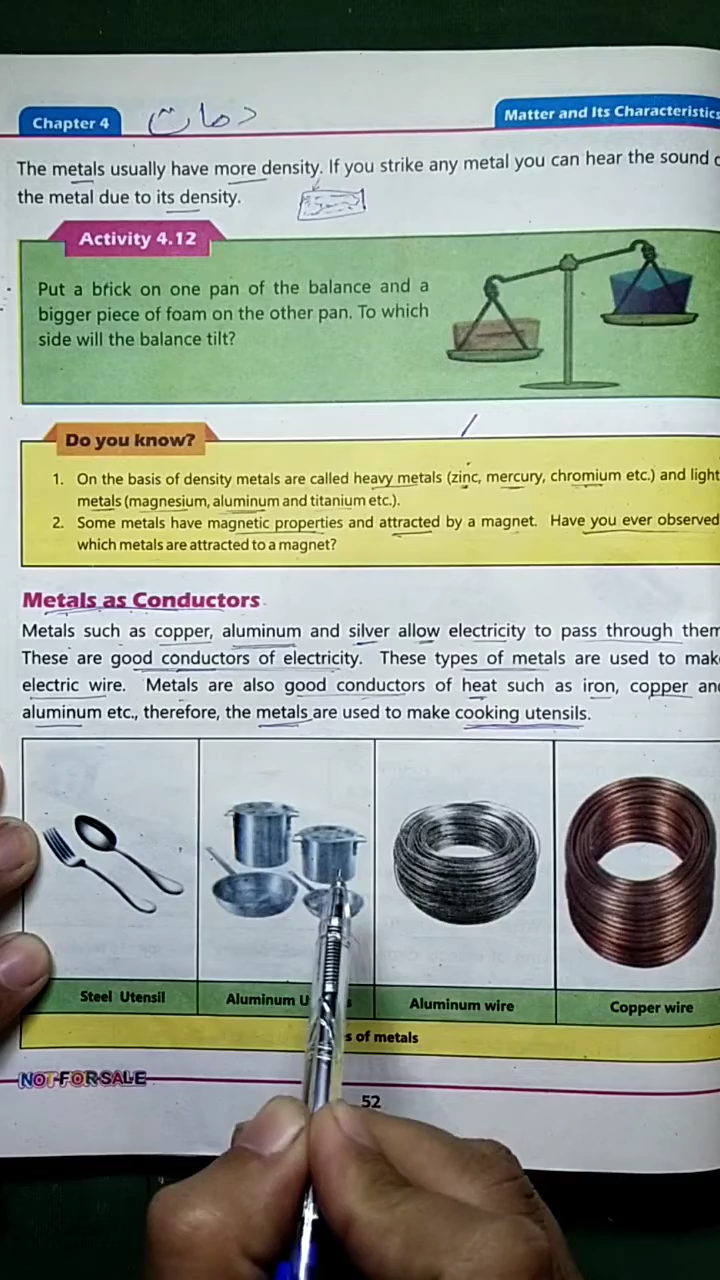 Chapter 4
دھات
Matter and Its Characteristics
The metals usually have more density. If you strike any metal you can hear the sound
the metal due to its density.
Activity 4.12
Put a brick on one pan of the balance and a
bigger piece of foam on the other pan. To which
side will the balance tilt?
Do you know?
1. On the basis of density metals are called heavy metals (zinc, mercury, chromium etc.) and light
metals (magnesium, aluminum and titanium etc.).
2. Some metals have magnetic properties and attracted by a magnet. Have you ever observed
which metals are attracted to a magnet?
Metals as Conductors
Metals such as copper, aluminum and silver allow electricity to pass through them
These are good conductors of electricity. These types of metals are used to mak
electric wire. Metals are also good conductors of heat such as iron, copper an
aluminum etc., therefore, the metals are used to make cooking utensils.
Steel Utensil
Aluminum U
Aluminum wire
Copper wire
s of metals
NOT FOR SALE
52